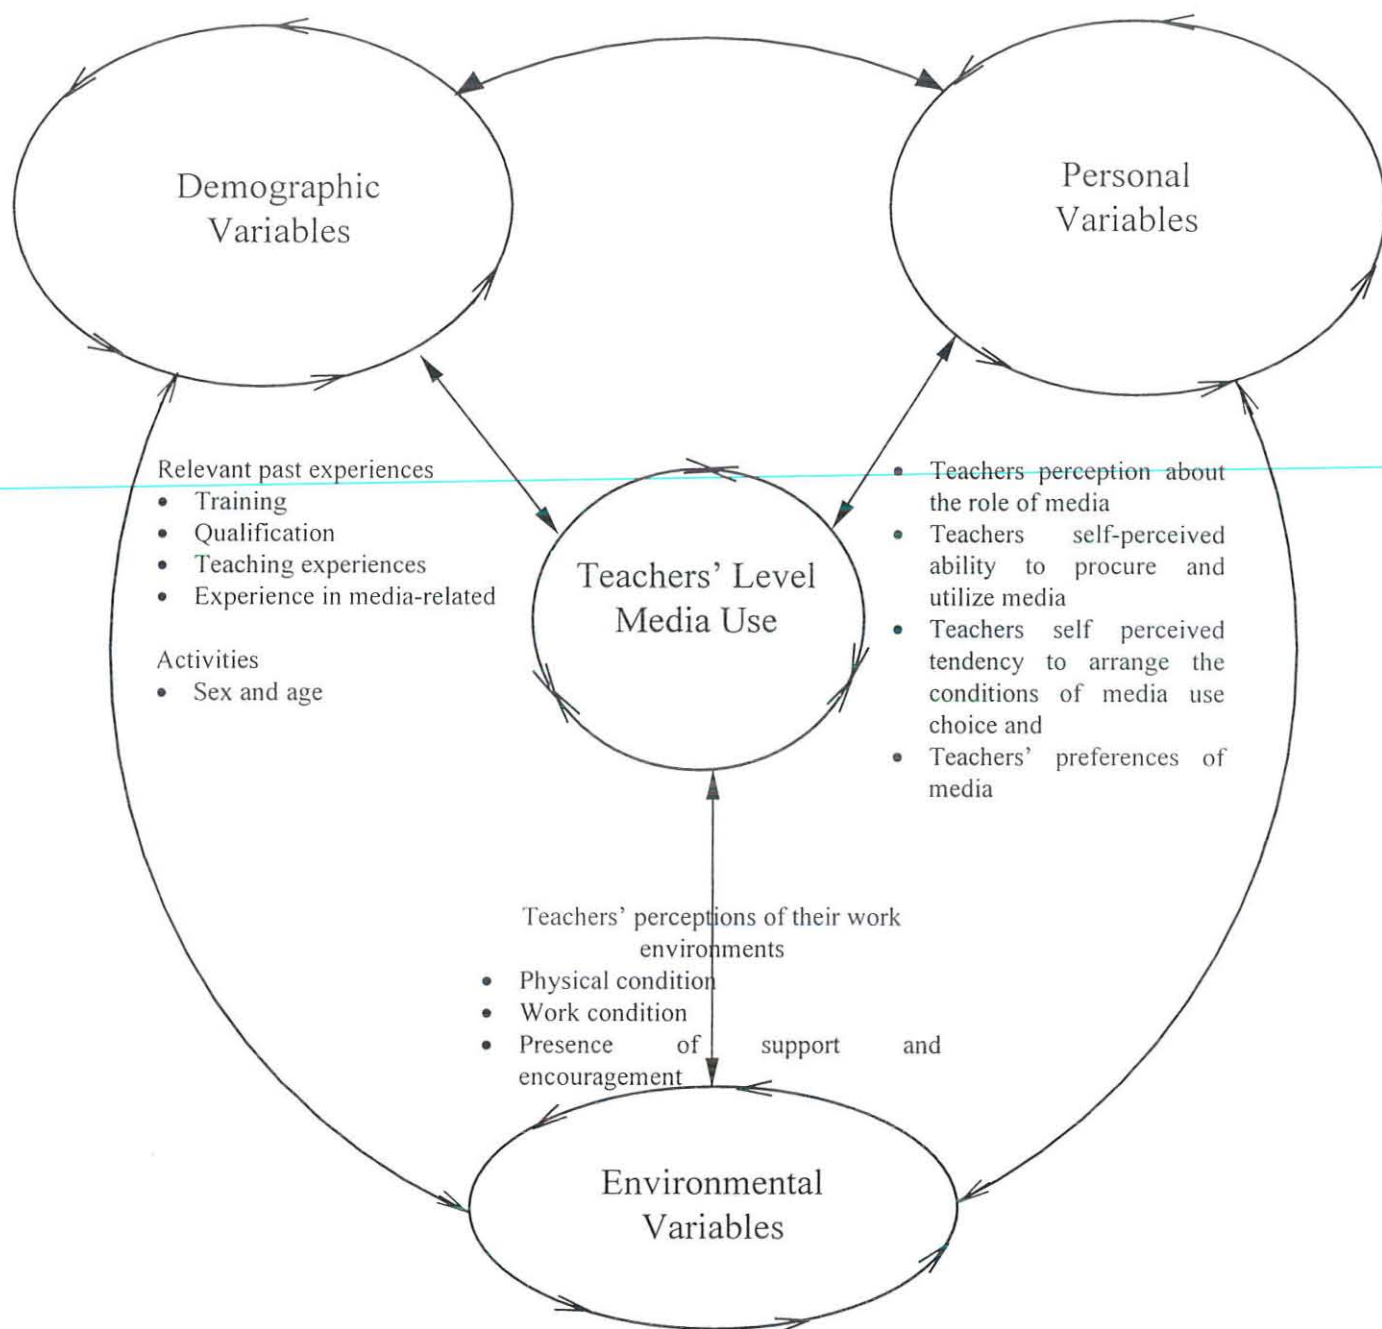 Demographic
Variables
Personal
Variables
Relevant past experiences
• Training
• Qualification
• Teaching experiences
• Experience in media-related
Activities
• Sex and age
Teachers’ Level
Media Use
• Teachers perception about
the role of media
• Teachers self-perceived
ability to procure and
utilize media
• Teachers self perceived
tendency to arrange the
conditions of media use
choice and
• Teachers’ preferences of
media
Teachers’ perceptions of their work
environments
• Physical condition
• Work condition
• Presence of support and
encouragement
Environmental
Variables